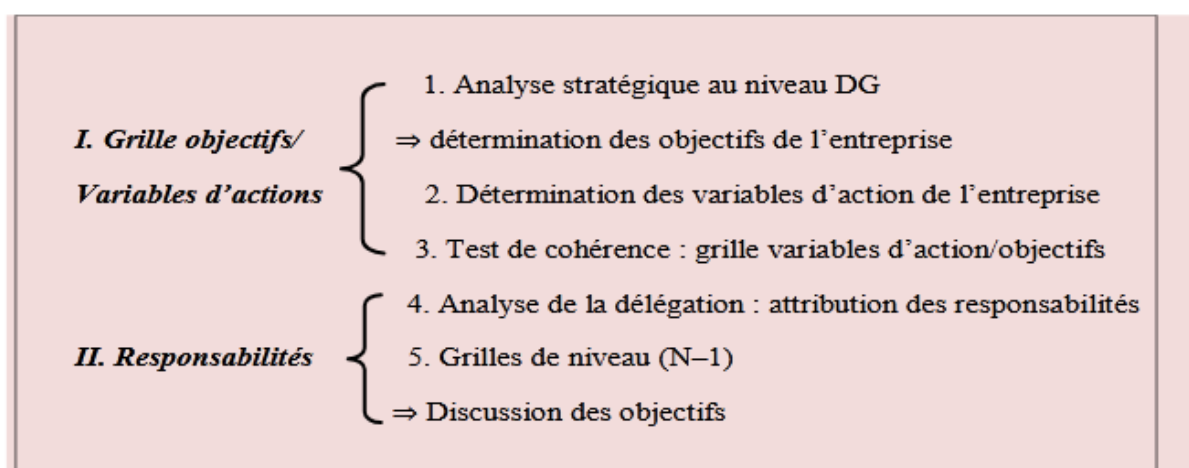 1. Analyse stratégique au niveau DG
I. Grille objectifs/
⇒ détermination des objectifs de l’entreprise
Variables d’actions
2. Détermination des variables d’action de l’entreprise
3. Test de cohérence : grille variables d’action/objectifs
4. Analyse de la délégation : attribution des responsabilités
II. Responsabilités
5. Grilles de niveau (N–1)
⇒ Discussion des objectifs